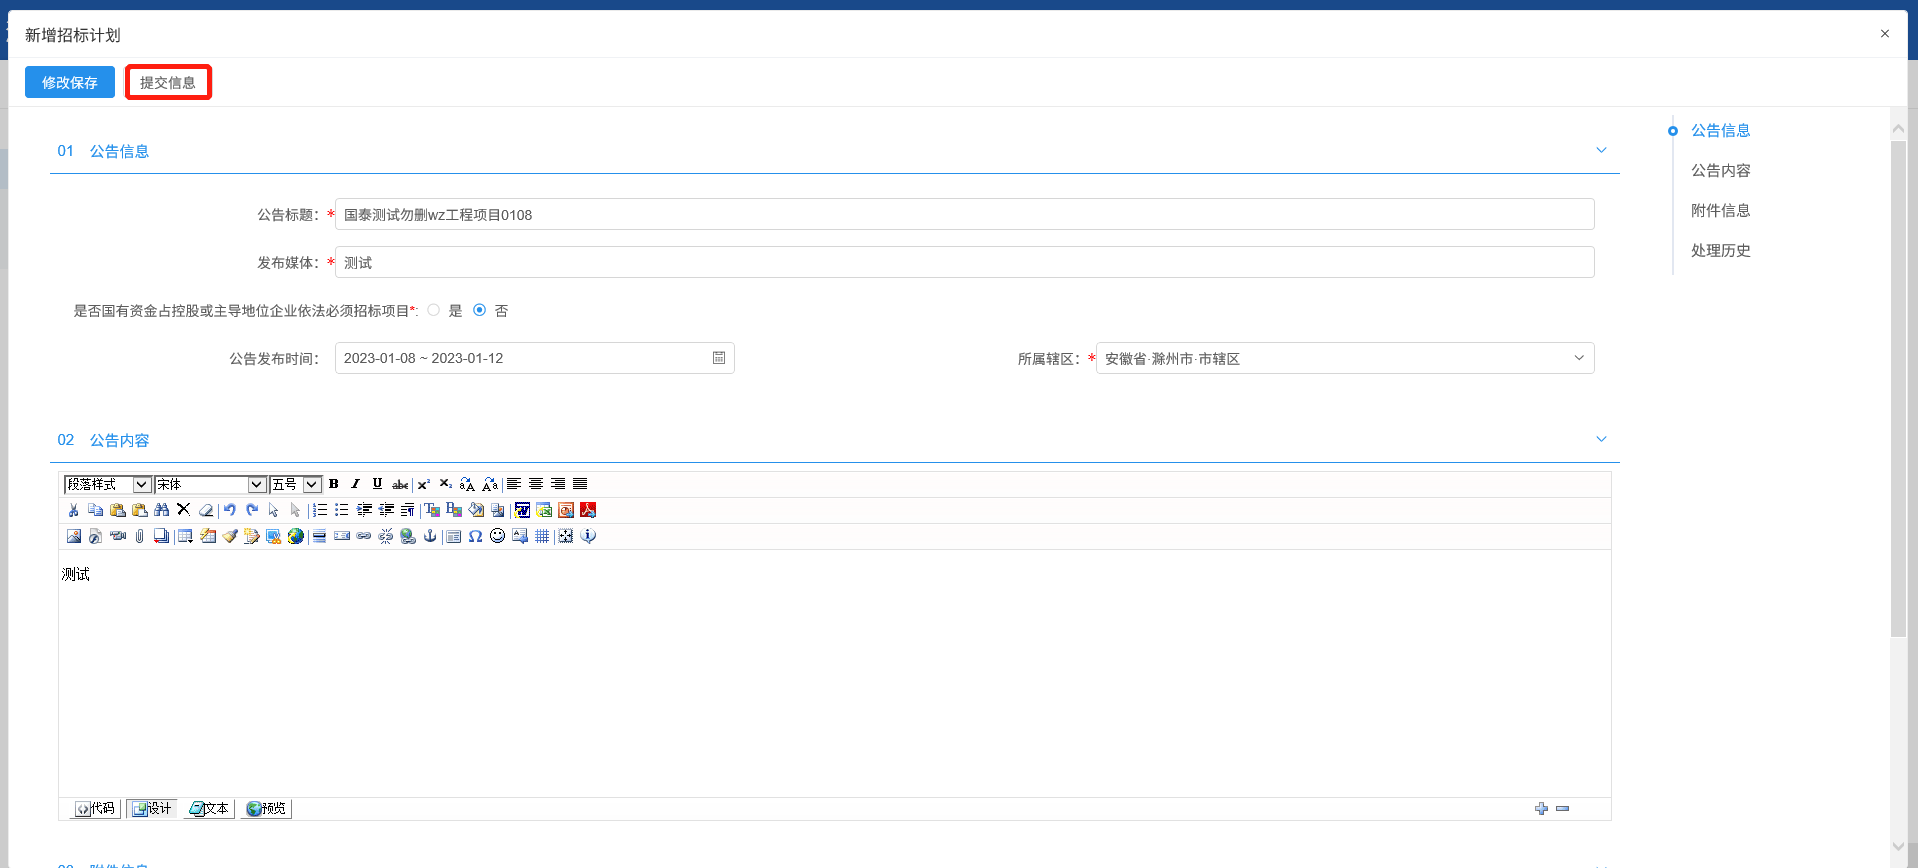 新增招标计划 ×
修改保存 提交信息
01 公告信息
公告标题： * 国泰测试勿删wz工程项目0108
发布媒体： * 测试
是否国有资金占控股或主导地位企业依法必须招标项目*: 是 否
公告发布时间： 2023-01-08 ~ 2023-01-12 所属辖区： * 安徽省·滁州市·市辖区
02 公告内容
段落样式 宋体 五号 B I U abc
测试
代码 设计 文本 预览
公告信息
公告内容
附件信息
处理历史